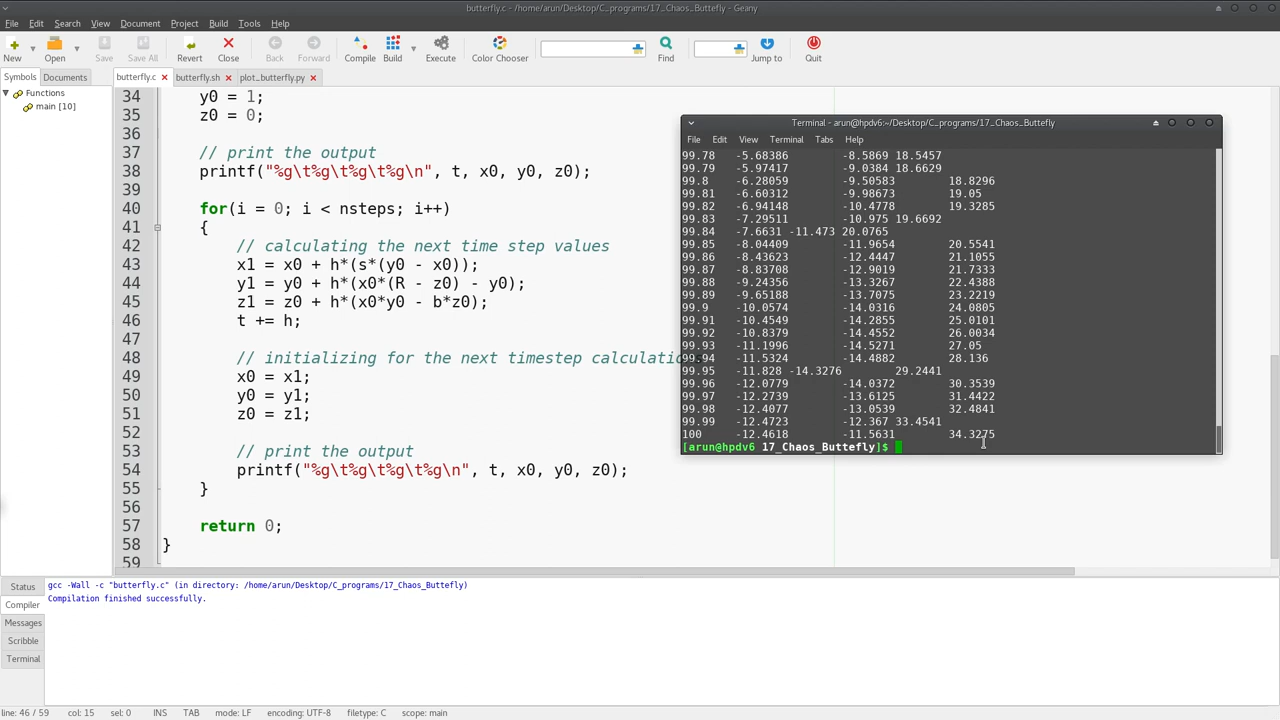 butterfly.c - /home/arun/Desktop/C_programs/17_Chaos_Buttefly - Geany
File Edit Search View Document Project Build Tools Help
New Open Save Save All Revert Close Back Forward Compile Build Execute Color Chooser Find Jump to Quit
Symbols Documents
butterfly.c butterfly.sh plot_butterfly.py
Functions
main [10]
34 y0 = 1;
35 z0 = 0;
36
37 // print the output
38 printf("%g\t%g\t%g\t%g\n", t, x0, y0, z0);
39
40 for(i = 0; i < nsteps; i++)
41 {
42 // calculating the next time step values
43 x1 = x0 + h*(s*(y0 - x0));
44 y1 = y0 + h*(x0*(R - z0) - y0);
45 z1 = z0 + h*(x0*y0 - b*z0);
46 t += h;
47
48 // initializing for the next timestep calculatio
49 x0 = x1;
50 y0 = y1;
51 z0 = z1;
52
53 // print the output
54 printf("%g\t%g\t%g\t%g\n", t, x0, y0, z0);
55 }
56
57 return 0;
58 }
59
Terminal - arun@hpdv6:~/Desktop/C_programs/17_Chaos_Buttefly
File Edit View Terminal Tabs Help
99.78 -5.68386 -8.5869 18.5457
99.79 -5.97417 -9.0384 18.6629
99.8 -6.28059 -9.50583 18.8296
99.81 -6.60312 -9.98673 19.05
99.82 -6.94148 -10.4778 19.3285
99.83 -7.29511 -10.975 19.6692
99.84 -7.6631 -11.473 20.0765
99.85 -8.04409 -11.9654 20.5541
99.86 -8.43623 -12.4447 21.1055
99.87 -8.83708 -12.9019 21.7333
99.88 -9.24356 -13.3267 22.4388
99.89 -9.65188 -13.7075 23.2219
99.9 -10.0574 -14.0316 24.0805
99.91 -10.4549 -14.2855 25.0101
99.92 -10.8379 -14.4552 26.0034
99.93 -11.1996 -14.5271 27.05
99.94 -11.5324 -14.4882 28.136
99.95 -11.828 -14.3276 29.2441
99.96 -12.0779 -14.0372 30.3539
99.97 -12.2739 -13.6125 31.4422
99.98 -12.4077 -13.0539 32.4841
99.99 -12.4723 -12.367 33.4541
100 -12.4618 -11.5631 34.3275
[arun@hpdv6 17_Chaos_Buttefly]$
Status
Compiler
Messages
Scribble
Terminal
gcc -Wall -c "butterfly.c" (in directory: /home/arun/Desktop/C_programs/17_Chaos_Buttefly)
Compilation finished successfully.
line: 46 / 59 col: 15 sel: 0 INS TAB mode: LF encoding: UTF-8 filetype: C scope: main